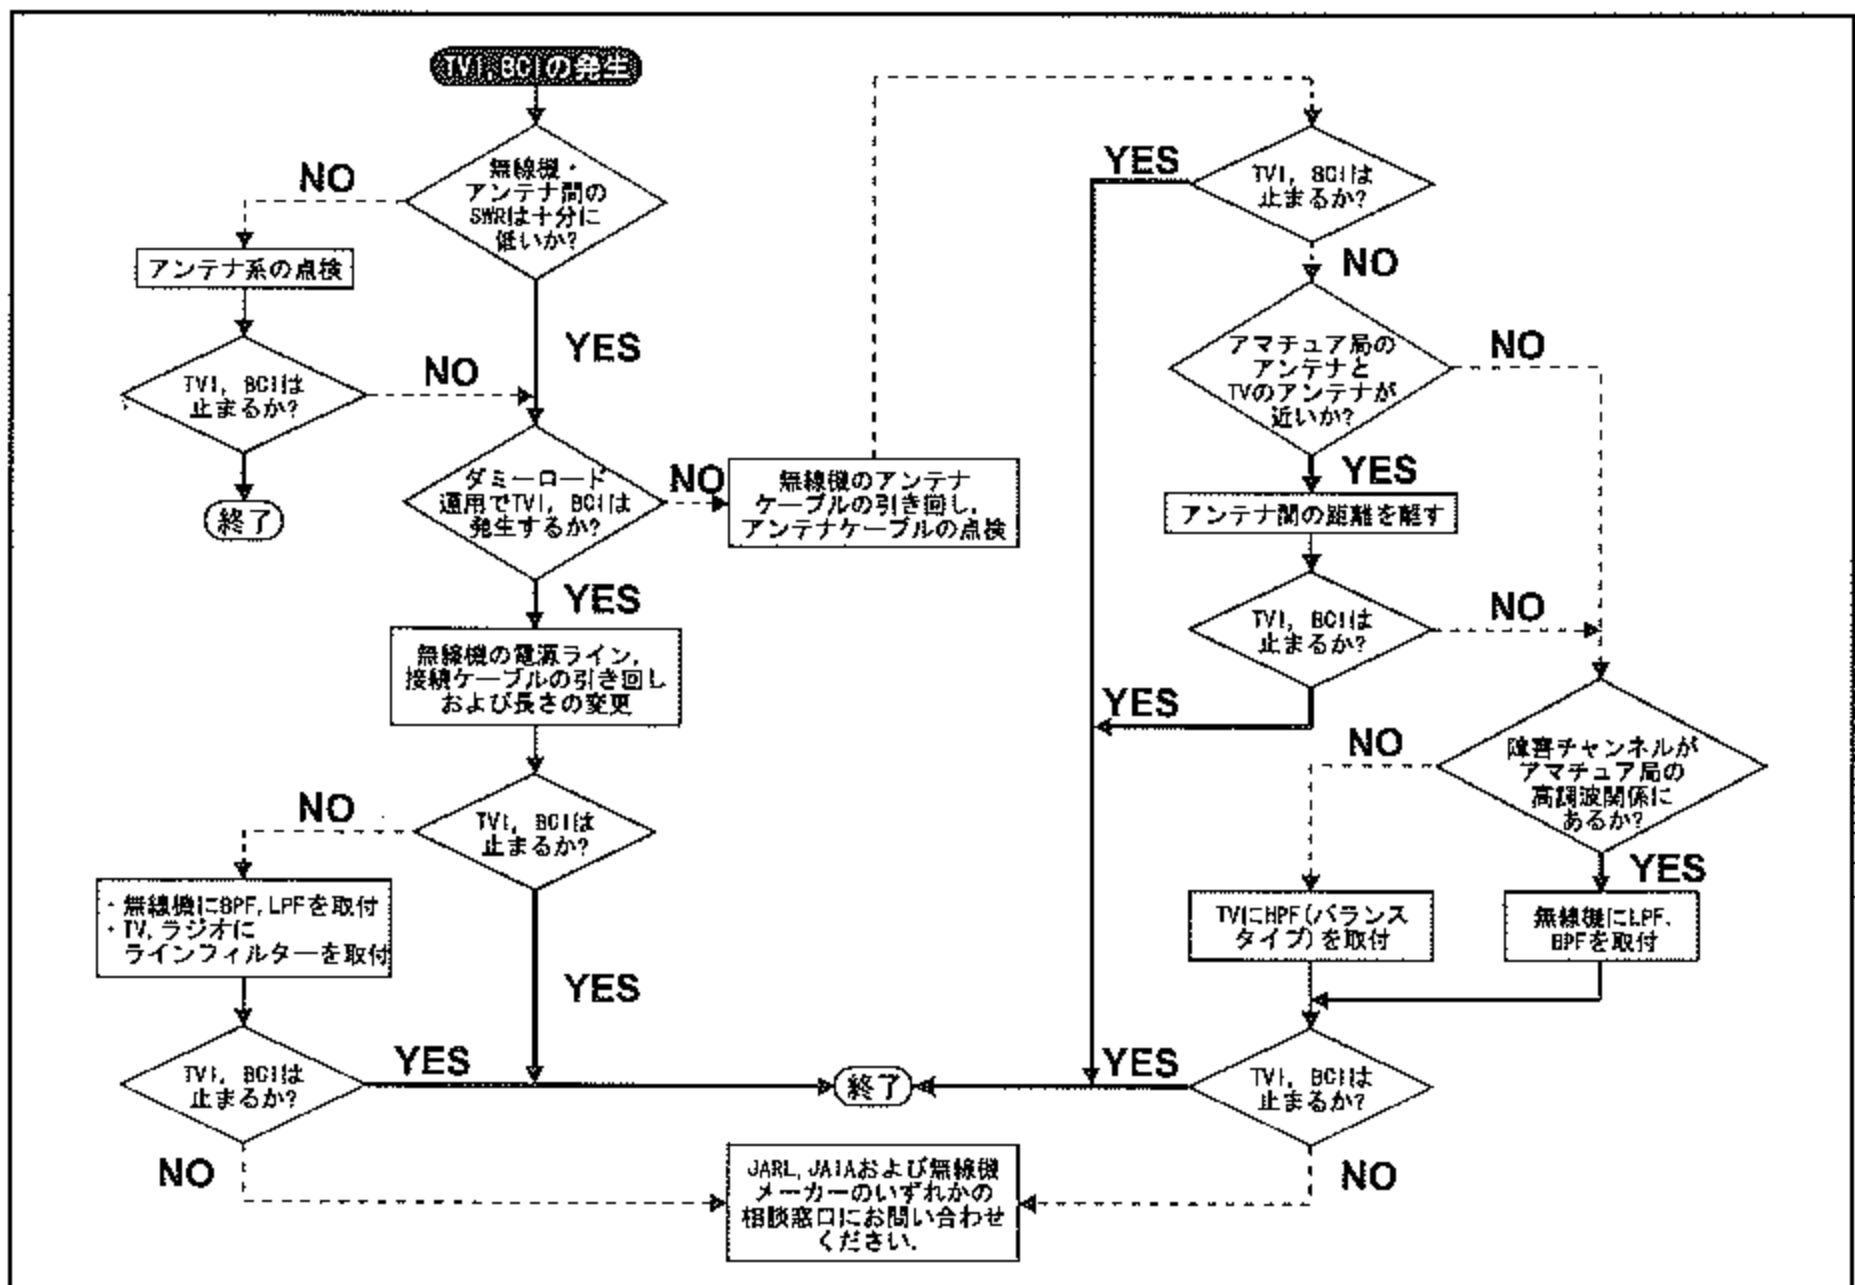 TVI,BCIの発生
無線機・
アンテナ間の
SWRは十分に
低いか?
NO
アンテナ系の点検
YES
TVI, BCIは
止まるか?
NO
終了
ダミーロード
運用でTVI, BCIは
発生するか?
NO
無線機のアンテナ
ケーブルの引き回し,
アンテナケーブルの点検
YES
無線機の電源ライン,
接続ケーブルの引き回し
および長さの変更
TVI, BCIは
止まるか?
NO
・無線機にBPF,LPFを取付
・TV,ラジオに
ラインフィルターを取付
YES
TVI, BCIは
止まるか?
YES
終了
NO
TVI, BCIは
止まるか?
YES
NO
アマチュア局の
アンテナと
TVのアンテナが
近いか?
NO
YES
アンテナ間の距離を離す
TVI, BCIは
止まるか?
NO
YES
障害チャンネルが
アマチュア局の
高調波関係に
あるか?
NO
YES
TVにHPF(バランス
タイプ)を取付
無線機にLPF、
BPFを取付
TVI, BCIは
止まるか?
YES
NO
JARL,JAIAおよび無線機
メーカーのいずれかの
相談窓口にお問い合わせ
ください.